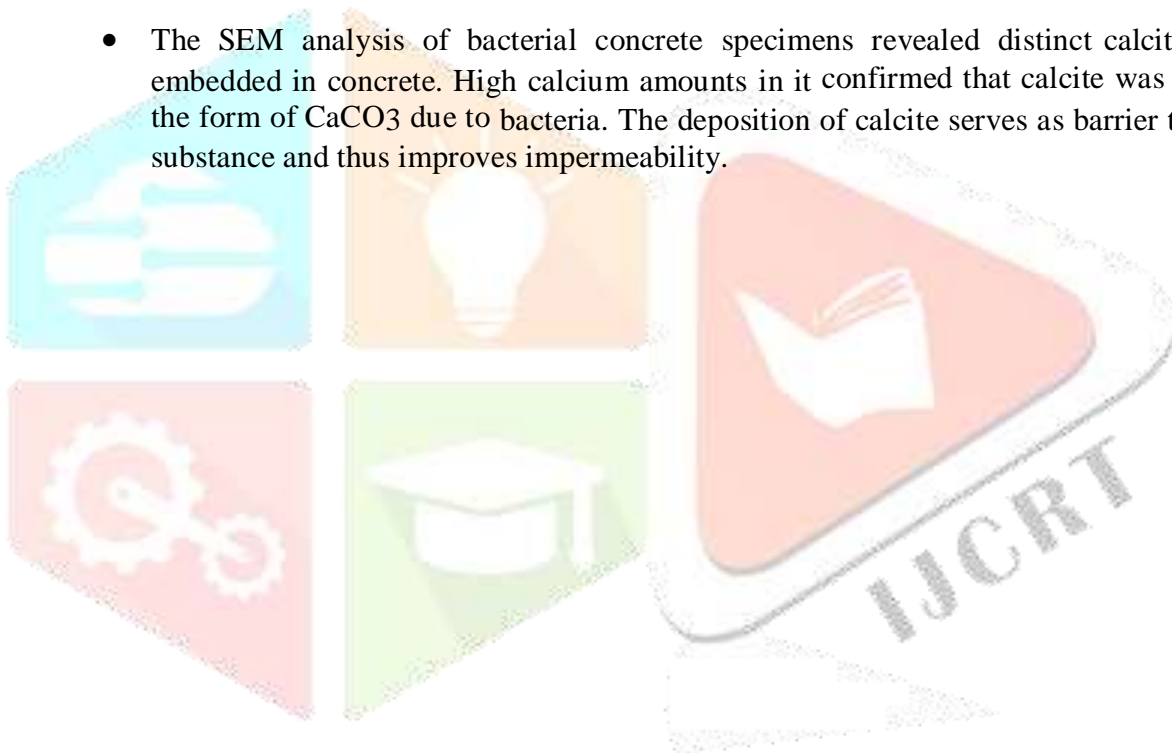 • The SEM analysis of bacterial concrete specimens revealed distinct
embedded in concrete. High calcium amounts in it confirmed that calcite was
the form of CaCO3 due to bacteria. The deposition of calcite serves as barrier
substance and thus improves impermeability.
IJCRT